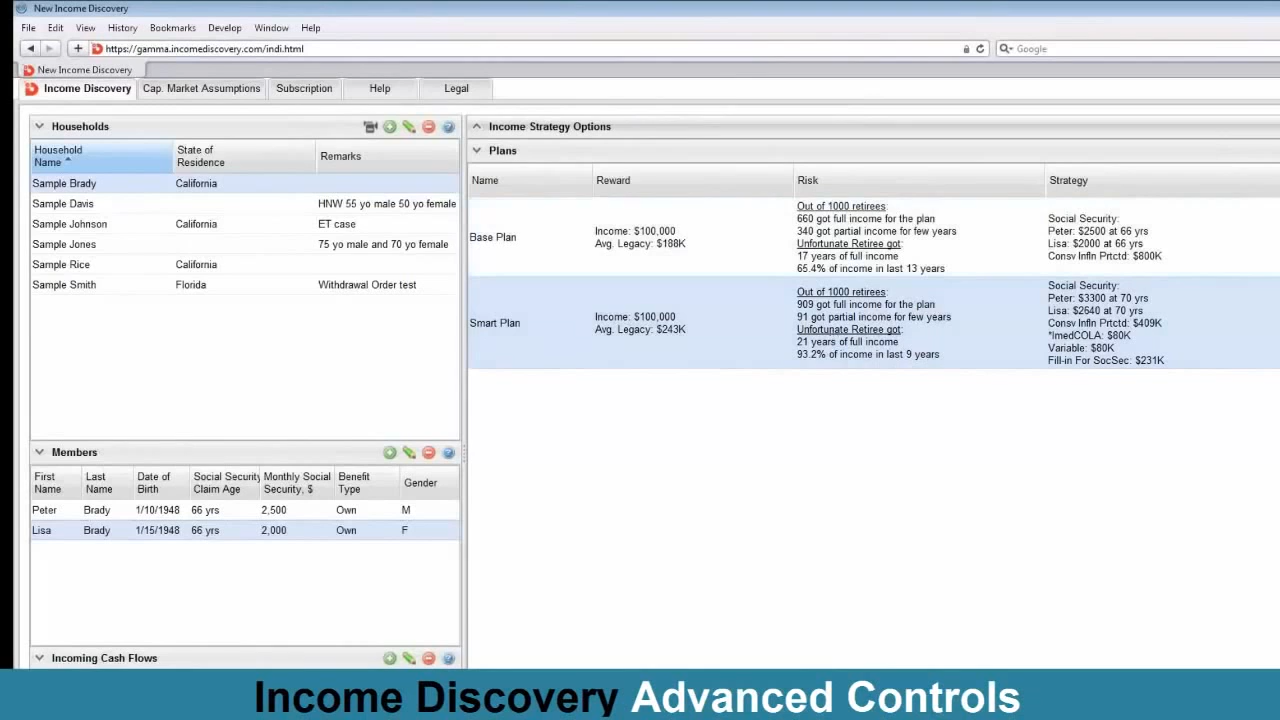 New Income Discovery
File Edit View History Bookmarks Develop Window Help
https://gamma.incomediscovery.com/indi.html
Google
New Income Discovery
Income Discovery Cap. Market Assumptions Subscription Help Legal
Households
Household Name State of Residence Remarks
Sample Brady California
Sample Davis HNW 55 yo male 50 yo female
Sample Johnson California ET case
Sample Jones 75 yo male and 70 yo female
Sample Rice California
Sample Smith Florida Withdrawal Order test
Members
First Name Last Name Date of Birth Social Security Claim Age Monthly Social Security, $ Benefit Type Gender
Peter Brady 1/10/1948 66 yrs 2,500 Own M
Lisa Brady 1/15/1948 66 yrs 2,000 Own F
Incoming Cash Flows
Income Strategy Options
Plans
Name Reward Risk Strategy
Base Plan
Income: $100,000
Avg. Legacy: $188K
Out of 1000 retirees:
660 got full income for the plan
340 got partial income for few years
Unfortunate Retiree got:
17 years of full income
65.4% of income in last 13 years
Social Security:
Peter: $2500 at 66 yrs
Lisa: $2000 at 66 yrs
Consv Infln Prtctd: $800K
Smart Plan
Income: $100,000
Avg. Legacy: $243K
Out of 1000 retirees:
909 got full income for the plan
91 got partial income for few years
Unfortunate Retiree got:
21 years of full income
93.2% of income in last 9 years
Social Security:
Peter: $3300 at 70 yrs
Lisa: $2640 at 70 yrs
Consv Infln Prtctd: $409K
*ImedCOLA: $80K
Variable: $80K
Fill-in For SocSec: $231K
Income Discovery Advanced Controls